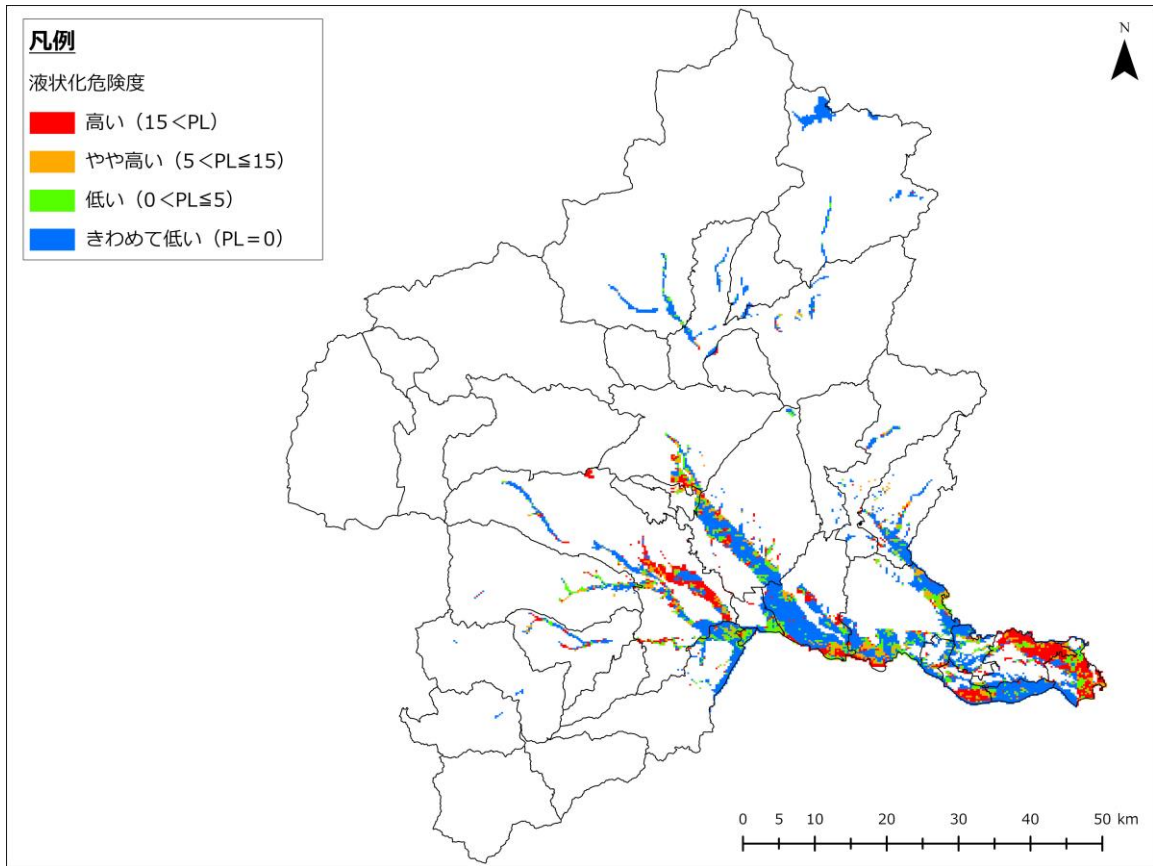 凡例
液状化危険度
高い（15＜PL）
やや高い（5＜PL≦15）
低い（0＜PL≦5）
きわめて低い（PL＝0）
N
0 5 10 20 30 40 50 km